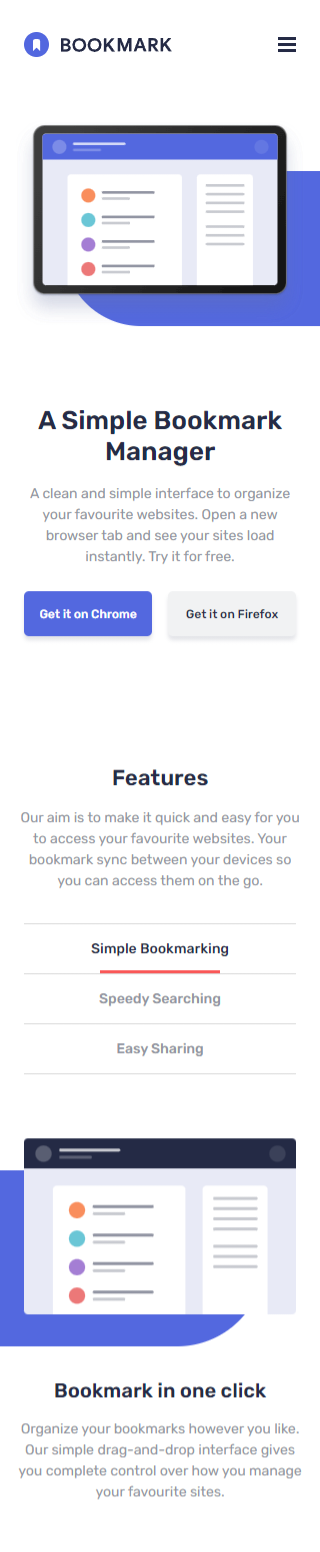 BOOKMARK
A Simple Bookmark
Manager
A clean and simple interface to organize
your favourite websites. Open a new
browser tab and see your sites load
instantly. Try it for free.
Get it on Chrome
Get it on Firefox
Features
Our aim is to make it quick and easy for you
to access your favourite websites. Your
bookmark sync between your devices so
you can access them on the go.
Simple Bookmarking
Speedy Searching
Easy Sharing
Bookmark in one click
Organize your bookmarks however you like.
Our simple drag-and-drop interface gives
you complete control over how you manage
your favourite sites.